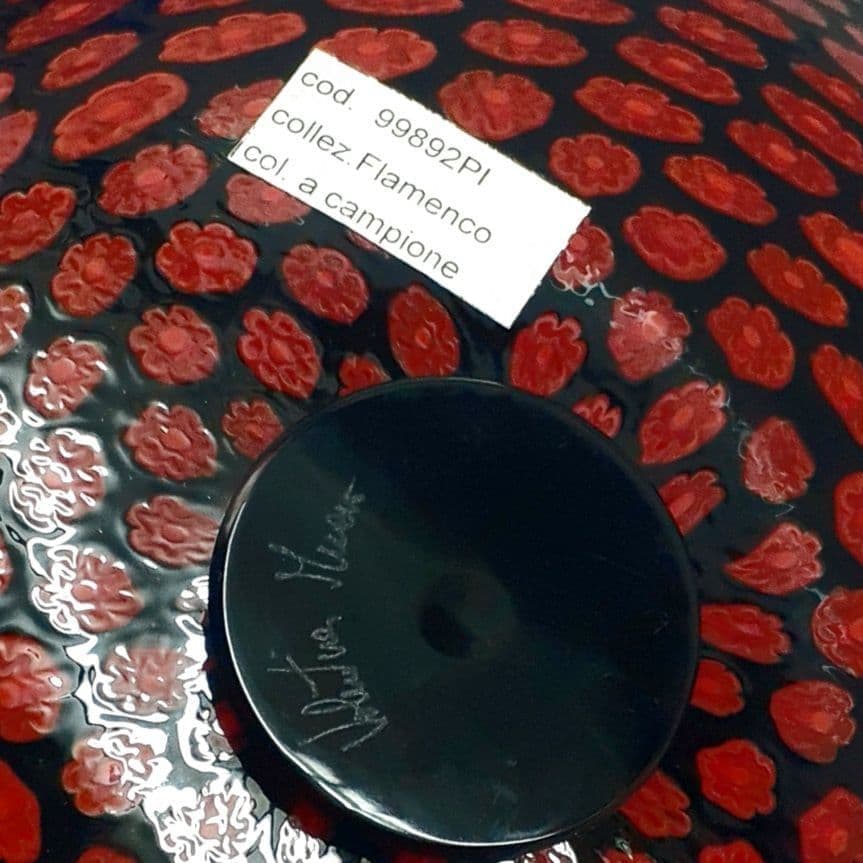 cod. 99892PI
collez.Flamenco
col. a campione